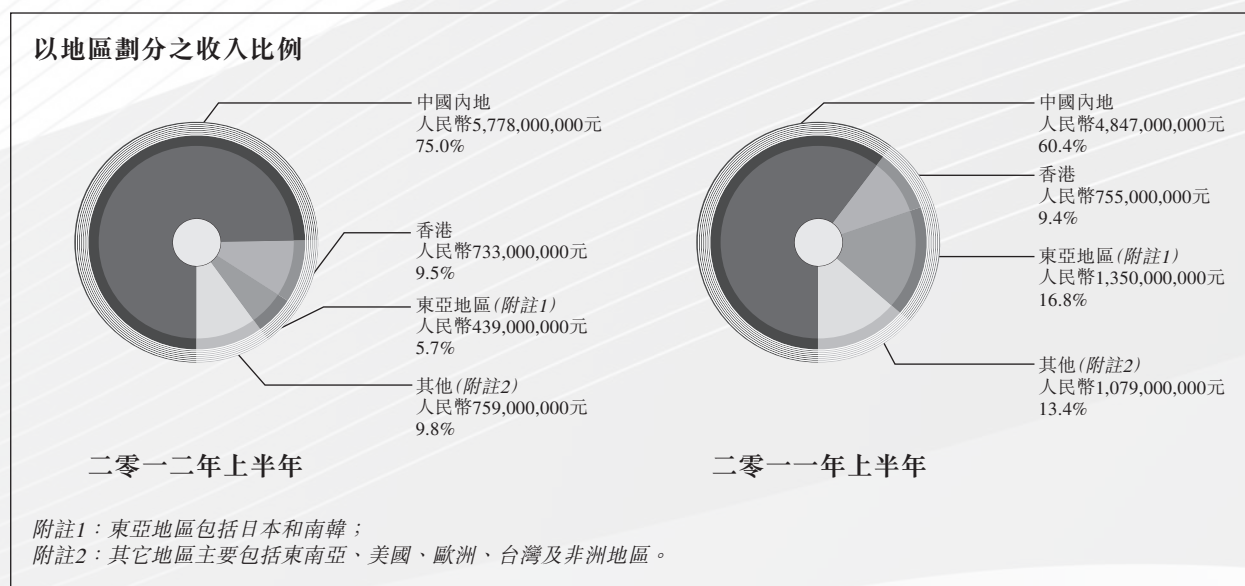 以地區劃分之收入比例
中國內地
人民幣5,778,000,000元
75.0%
香港
人民幣733,000,000元
9.5%
東亞地區(附註1)
人民幣439,000,000元
5.7%
其他(附註2)
人民幣759,000,000元
9.8%
二零一二年上半年
中國內地
人民幣4,847,000,000元
60.4%
香港
人民幣755,000,000元
9.4%
東亞地區(附註1)
人民幣1,350,000,000元
16.8%
其他(附註2)
人民幣1,079,000,000元
13.4%
二零一一年上半年
附註1：東亞地區包括日本和南韓；
附註2：其它地區主要包括東南亞、美國、歐洲、台灣及非洲地區。